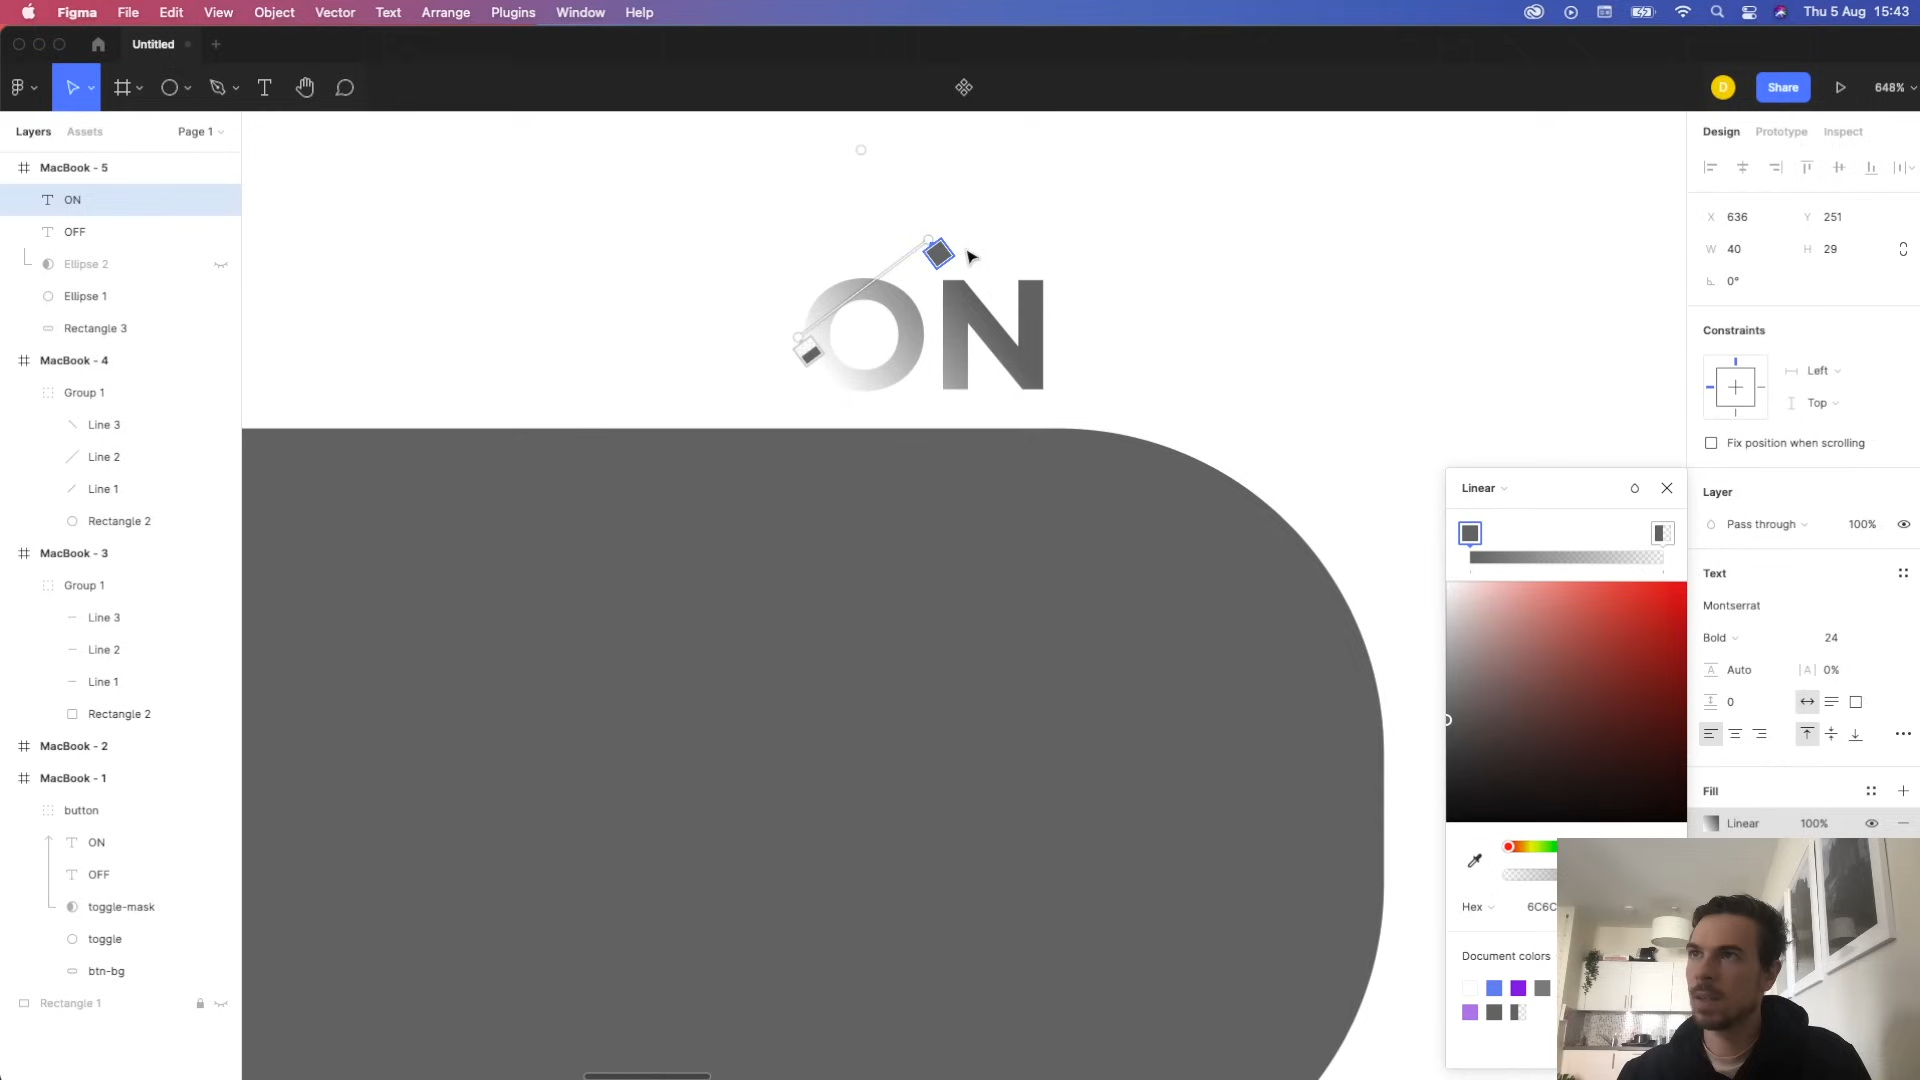 Figma File Edit View Object Vector Text Arrange Plugins Window Help Thu 5 Aug 15:43
Untitled
D Share 648%
Layers Assets Page 1
Design Prototype Inspect
MacBook - 5
ON
OFF
Ellipse 2
Ellipse 1
Rectangle 3
MacBook - 4
Group 1
Line 3
Line 2
Line 1
Rectangle 2
MacBook - 3
Group 1
Line 3
Line 2
Line 1
Rectangle 2
MacBook - 2
MacBook - 1
button
ON
OFF
toggle-mask
toggle
btn-bg
Rectangle 1
ON
X 636 Y 251
W 40 H 29
0°
Constraints
Left
Top
Fix position when scrolling
Layer
Pass through 100%
Text
Montserrat
Bold 24
A Auto |A| 0%
0
Fill
Linear 100%
Linear
Hex 6C6C
Document colors